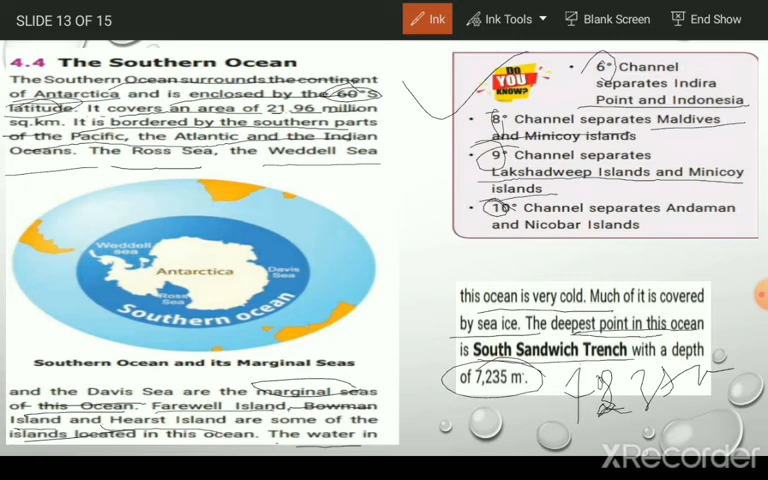 SLIDE 13 OF 15
Ink
Ink Tools
Blank Screen
End Show
4.4 The Southern Ocean
The Southern Ocean surrounds the continent
of Antarctica and is enclosed by the 60°S
latitude. It covers an area of 21.96 million
sq.km. It is bordered by the southern parts
of the Pacific, the Atlantic and the Indian
Oceans. The Ross Sea, the Weddell Sea
Weddell
sea
Antarctica
Davis
Sea
Ross
Sea
Southern ocean
Southern Ocean and its Marginal Seas
and the Davis Sea are the marginal seas
of this Ocean. Farewell Island, Bowman
Island and Hearst Island are some of the
islands located in this ocean. The water in
DO
YOU
KNOW?
• 6° Channel
separates Indira
Point and Indonesia
• 8° Channel separates Maldives
and Minicoy islands
• 9° Channel separates
Lakshadweep Islands and Minicoy
islands
• 10° Channel separates Andaman
and Nicobar Islands
this ocean is very cold. Much of it is covered
by sea ice. The deepest point in this ocean
is South Sandwich Trench with a depth
of 7,235 m.
XRecorder